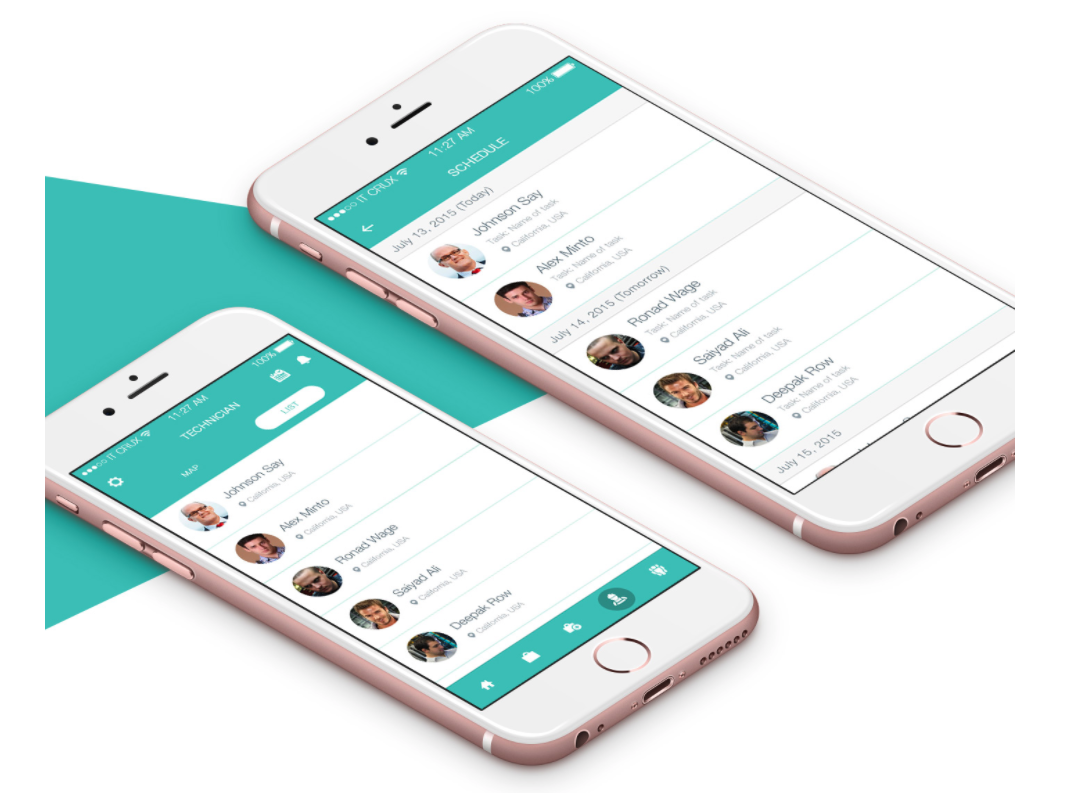 IT CRUX 11:27 AM 100%
SCHEDULE
July 13, 2015 (Today)
Johnson Say
Task: Name of task
California, USA
Alex Minto
Task: Name of task
California, USA
July 14, 2015 (Tomorrow)
Ronad Wage
Task: Name of task
California, USA
Saiyad Ali
Task: Name of task
California, USA
Deepak Row
Task: Name of task
California, USA
July 15, 2015
IT CRUX 11:27 AM 100%
TECHNICIAN
MAP
LIST
Johnson Say
California, USA
Alex Minto
California, USA
Ronad Wage
California, USA
Saiyad Ali
California, USA
Deepak Row
California, USA